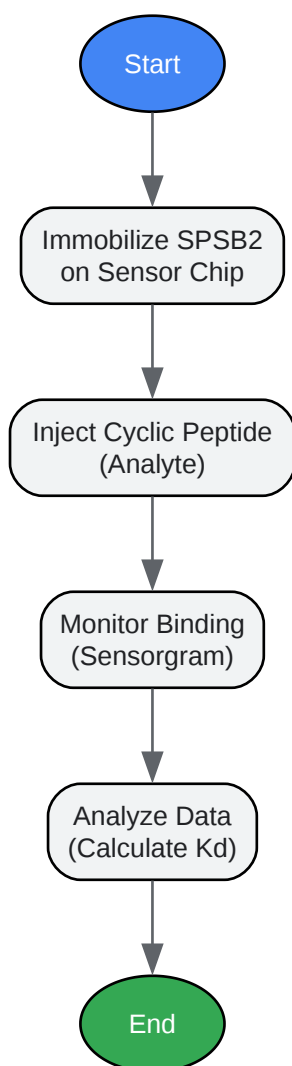 Start
Immobilize SPSB2
on Sensor Chip
Inject Cyclic Peptide
(Analyte)
Monitor Binding
(Sensorgram)
Analyze Data
(Calculate Kd)
End